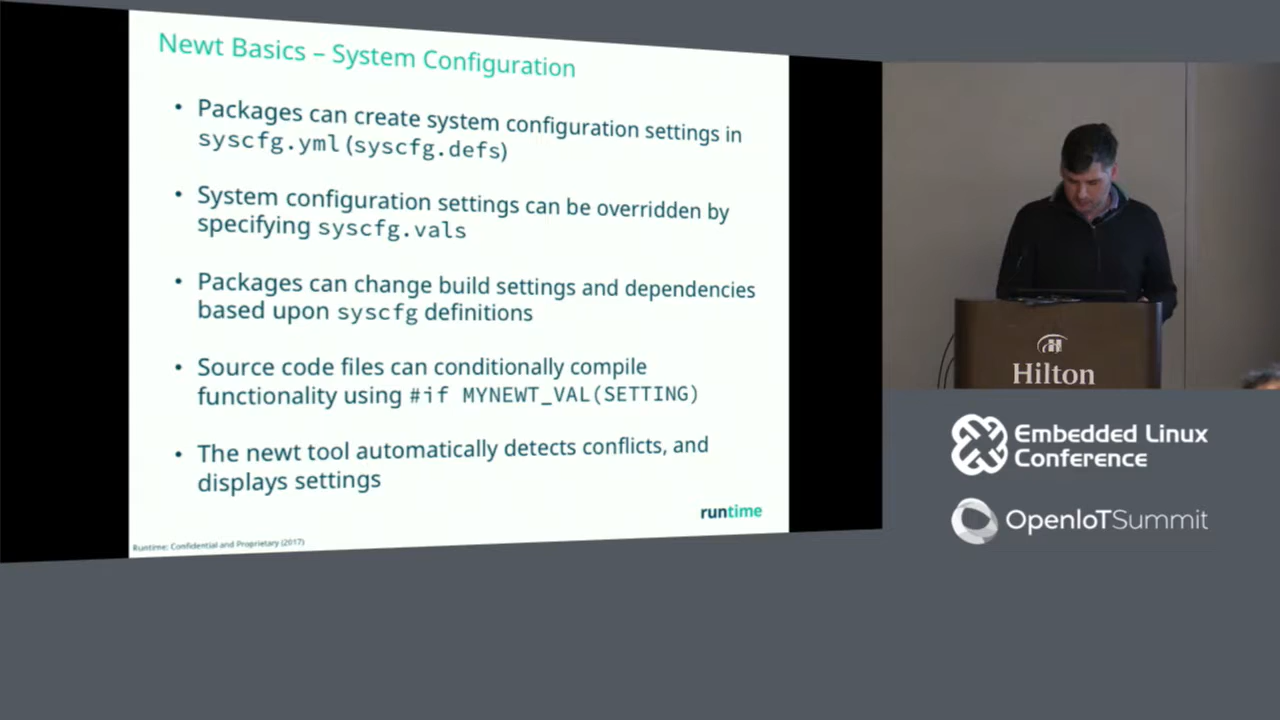 Newt Basics – System Configuration
• Packages can create system configuration settings in
syscfg.yml (syscfg.defs)
• System configuration settings can be overridden by
specifying syscfg.vals
• Packages can change build settings and dependencies
based upon syscfg definitions
• Source code files can conditionally compile
functionality using #if MYNEWT_VAL(SETTING)
• The newt tool automatically detects conflicts, and
displays settings
runtime
Runtime: Confidential and Proprietary (2017)
H
Hilton
Embedded Linux
Conference
OpenIoTSummit